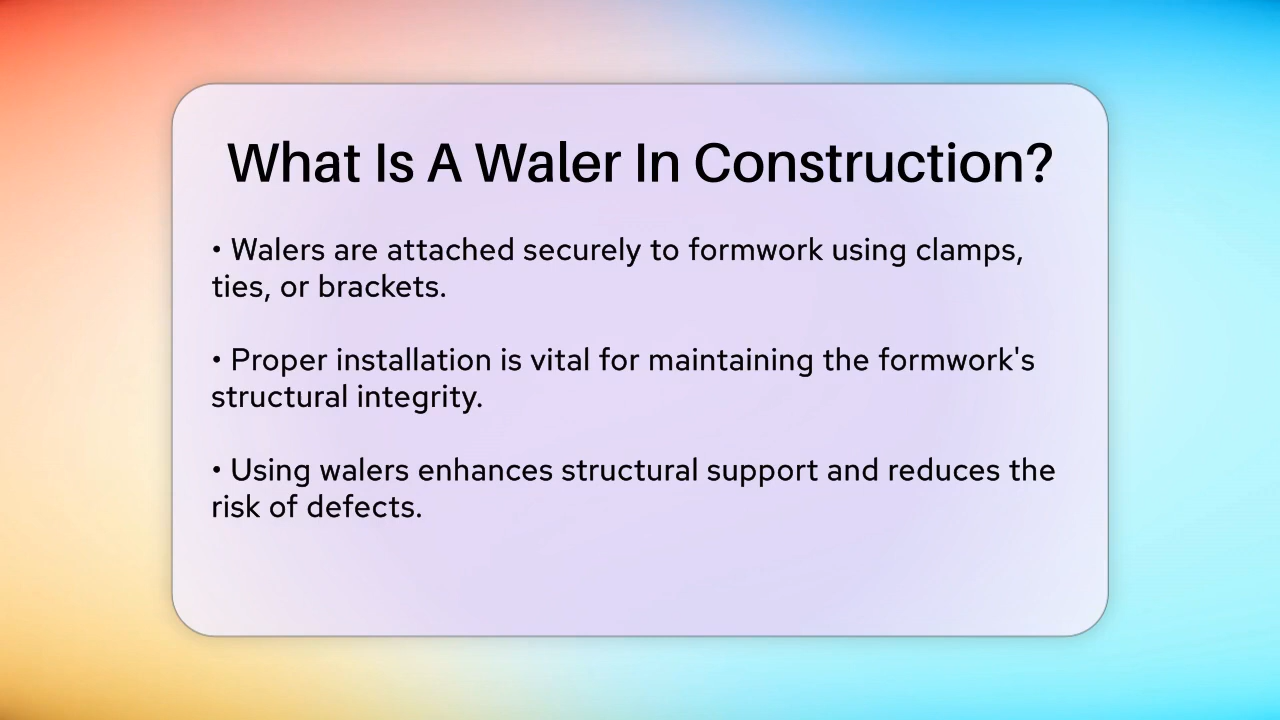 What Is A Waler In Construction?
• Walers are attached securely to formwork using clamps,
ties, or brackets.
• Proper installation is vital for maintaining the formwork's
structural integrity.
• Using walers enhances structural support and reduces the
risk of defects.